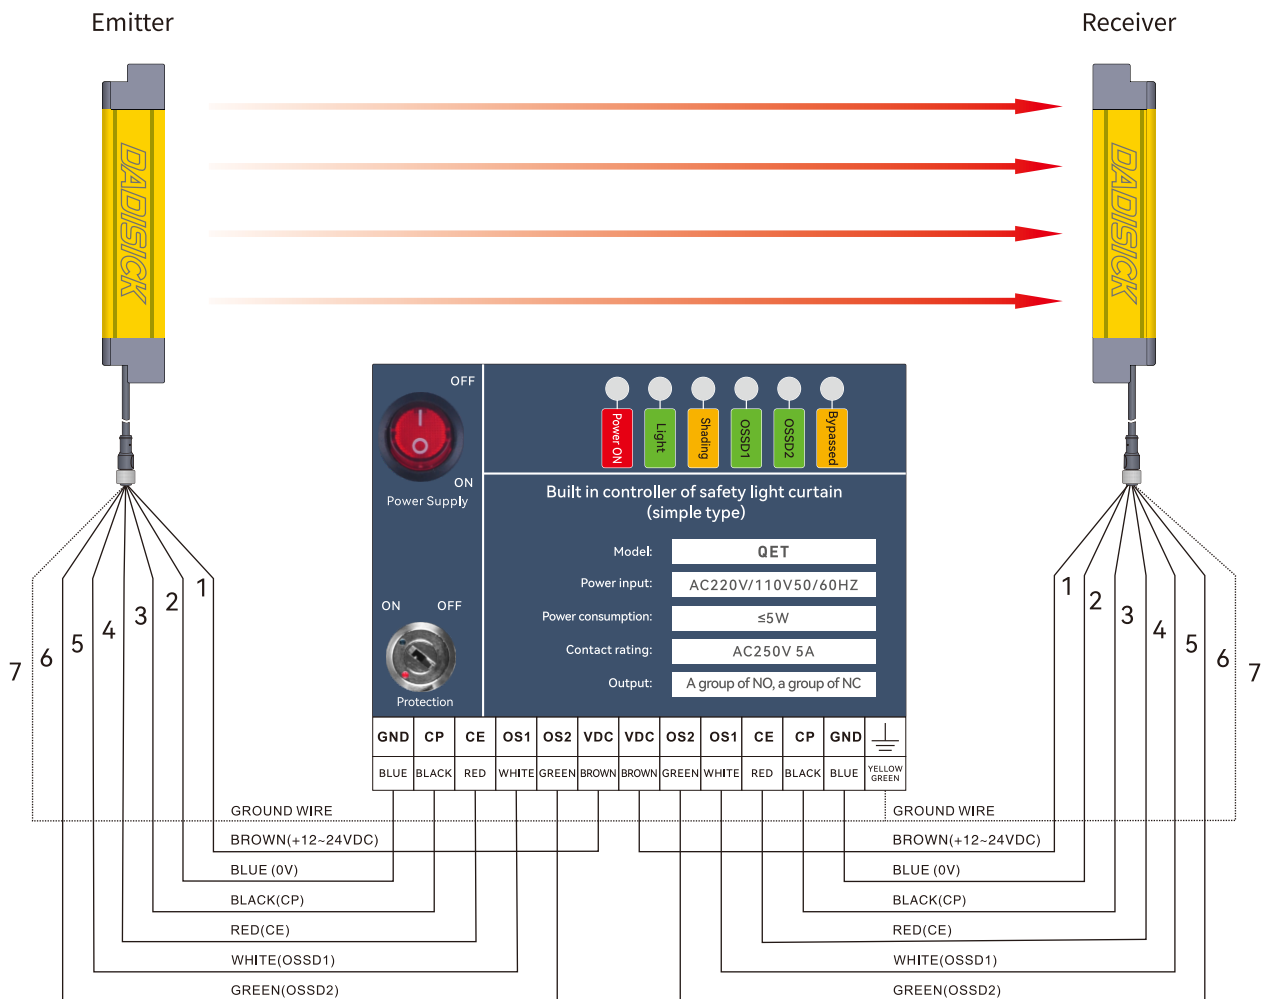 Emitter
Receiver
DADISICK
DADISICK
OFF
ON
Power Supply
ON OFF
Protection
Power ON
Light
Shading
OSSD1
OSSD2
Bypassed
Built in controller of safety light curtain
(simple type)
Model: QET
Power input: AC220V/110V50/60HZ
Power consumption: ≤5W
Contact rating: AC250V 5A
Output: A group of NO, a group of NC
GND CP CE OS1 OS2 VDC VDC OS2 OS1 CE CP GND
BLUE BLACK RED WHITE GREEN BROWN BROWN GREEN WHITE RED BLACK BLUE YELLOW GREEN
7 6 5 4 3 2 1
1 2 3 4 5 6 7
GROUND WIRE
BROWN(+12~24VDC)
BLUE (0V)
BLACK(CP)
RED(CE)
WHITE(OSSD1)
GREEN(OSSD2)
GROUND WIRE
BROWN(+12~24VDC)
BLUE (0V)
BLACK(CP)
RED(CE)
WHITE(OSSD1)
GREEN(OSSD2)